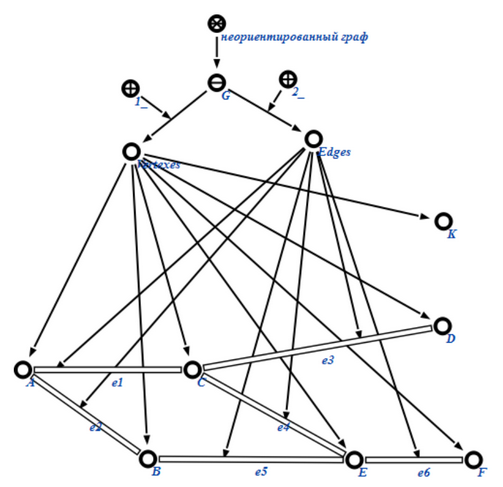 неориентированный граф
1_
G
2_
Vertexes
Edges
K
D
e3
A
e1
C
e2
e4
B
e5
E
e6
F